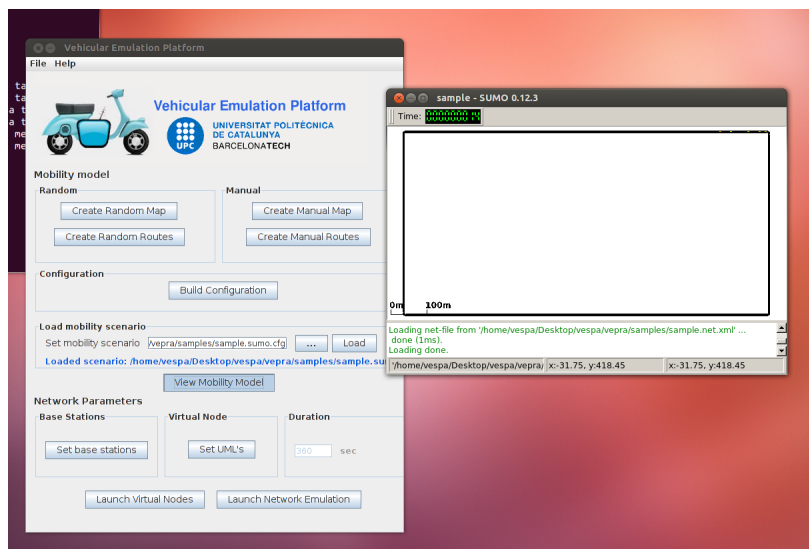 ta
ta
a t
a t
me
me
Vehicular Emulation Platform
File Help
Vehicular Emulation Platform
UPC
UNIVERSITAT POLITÈCNICA
DE CATALUNYA
BARCELONATECH
Mobility model
Random
Create Random Map
Create Random Routes
Manual
Create Manual Map
Create Manual Routes
Configuration
Build Configuration
Load mobility scenario
Set mobility scenario /vepra/samples/sample.sumo.cfg ... Load
Loaded scenario: /home/vespa/Desktop/vespa/vepra/samples/sample.su
View Mobility Model
Network Parameters
Base Stations
Set base stations
Virtual Node
Set UML's
Duration
360 sec
Launch Virtual Nodes Launch Network Emulation
sample - SUMO 0.12.3
Time:
0m 100m
Loading net-file from '/home/vespa/Desktop/vespa/vepra/samples/sample.net.xml' ...
done (1ms).
Loading done.
'/home/vespa/Desktop/vespa/vepra/ x:-31.75, y:418.45 x:-31.75, y:418.45